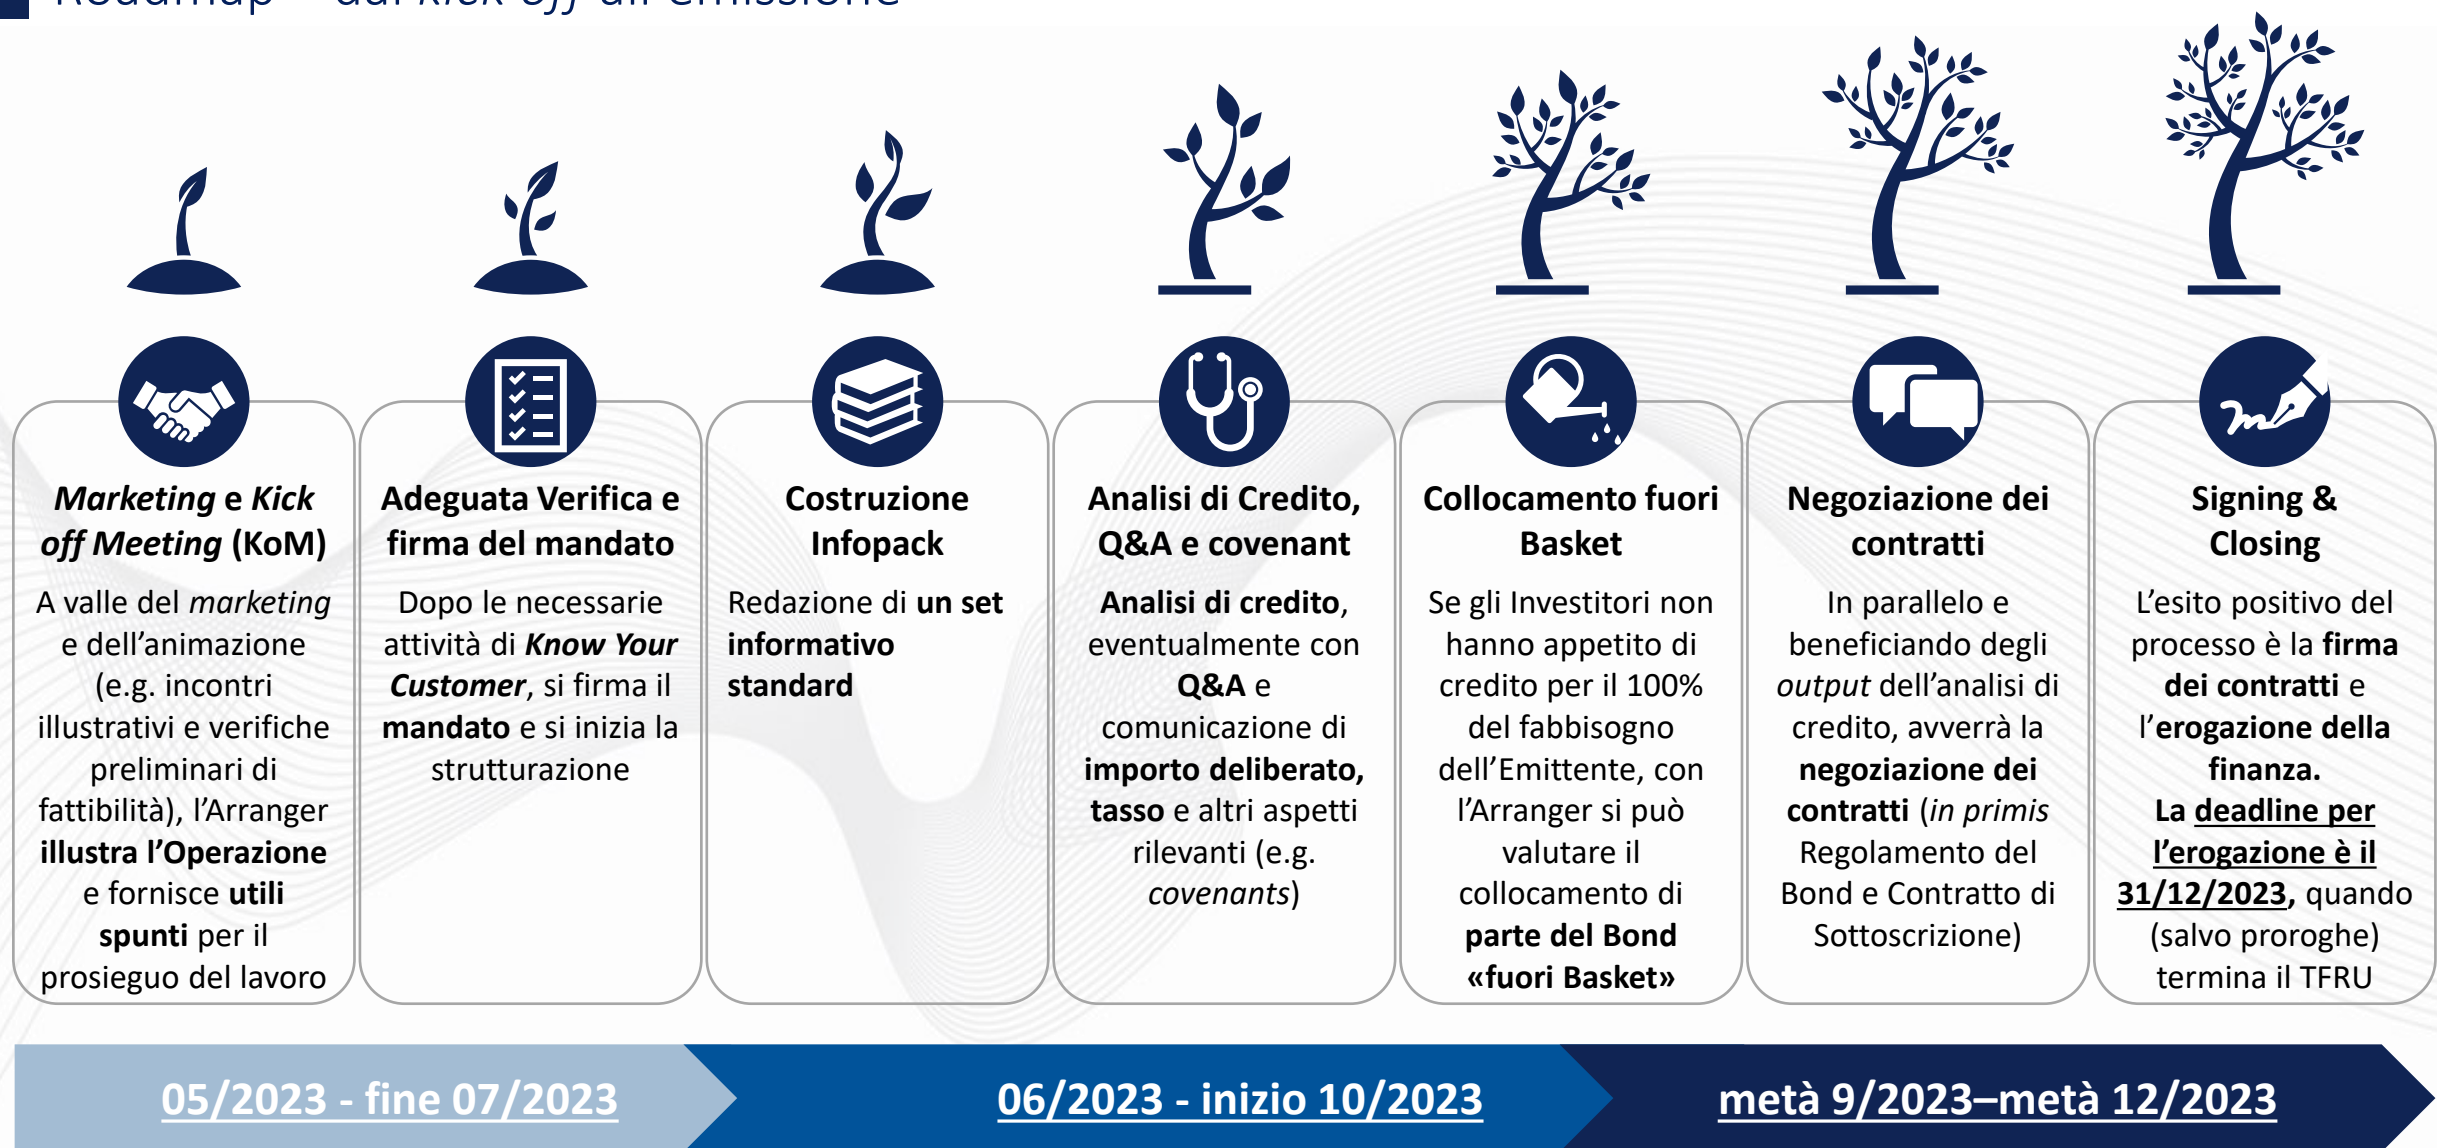 Roadmap – dal kick off all'emissione
Marketing e Kick
off Meeting (KoM)
A valle del marketing
e dell’animazione
(e.g. incontri
illustrativi e verifiche
preliminari di
fattibilità), l’Arranger
illustra l’Operazione
e fornisce utili
spunti per il
prosieguo del lavoro
Adeguata Verifica e
firma del mandato
Dopo le necessarie
attività di Know Your
Customer, si firma il
mandato e si inizia la
strutturazione
Costruzione
Infopack
Redazione di un set
informativo
standard
Analisi di Credito,
Q&A e covenant
Analisi di credito,
eventualmente con
Q&A e
comunicazione di
importo deliberato,
tasso e altri aspetti
rilevanti (e.g.
covenants)
Collocamento fuori
Basket
Se gli Investitori non
hanno appetito di
credito per il 100%
del fabbisogno
dell’Emittente, con
l’Arranger si può
valutare il
collocamento di
parte del Bond
«fuori Basket»
Negoziazione dei
contratti
In parallelo e
beneficiando degli
output dell’analisi di
credito, avverrà la
negoziazione dei
contratti (in primis
Regolamento del
Bond e Contratto di
Sottoscrizione)
Signing &
Closing
L’esito positivo del
processo è la firma
dei contratti e
l’erogazione della
finanza.
La deadline per
l’erogazione è il
31/12/2023, quando
(salvo proroghe)
termina il TFRU
05/2023 - fine 07/2023
06/2023 - inizio 10/2023
metà 9/2023–metà 12/2023